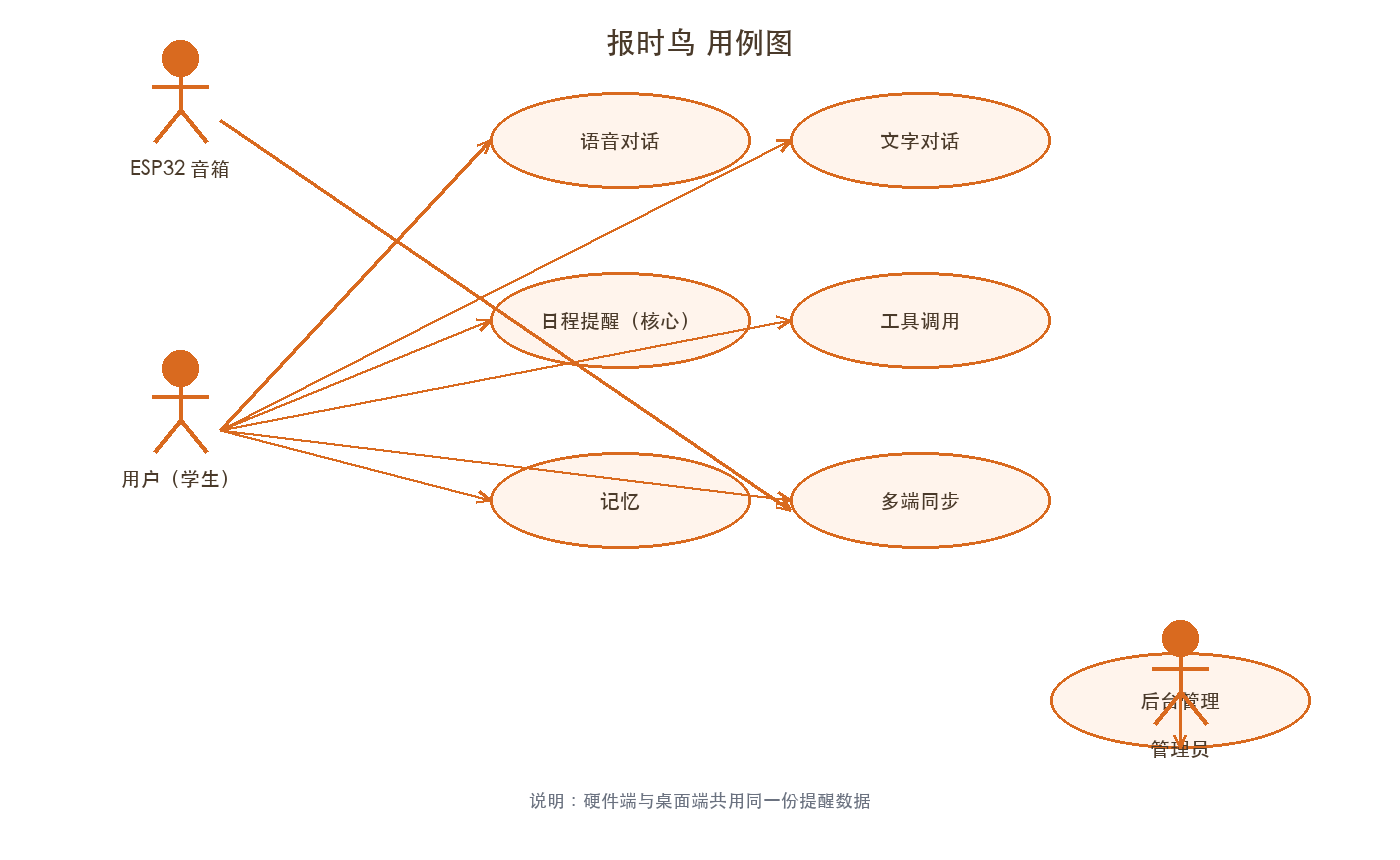 报时鸟 用例图
ESP32 音箱
语音对话
文字对话
日程提醒（核心）
工具调用
用户（学生）
记忆
多端同步
后台管理
管理员
说明：硬件端与桌面端共用同一份提醒数据